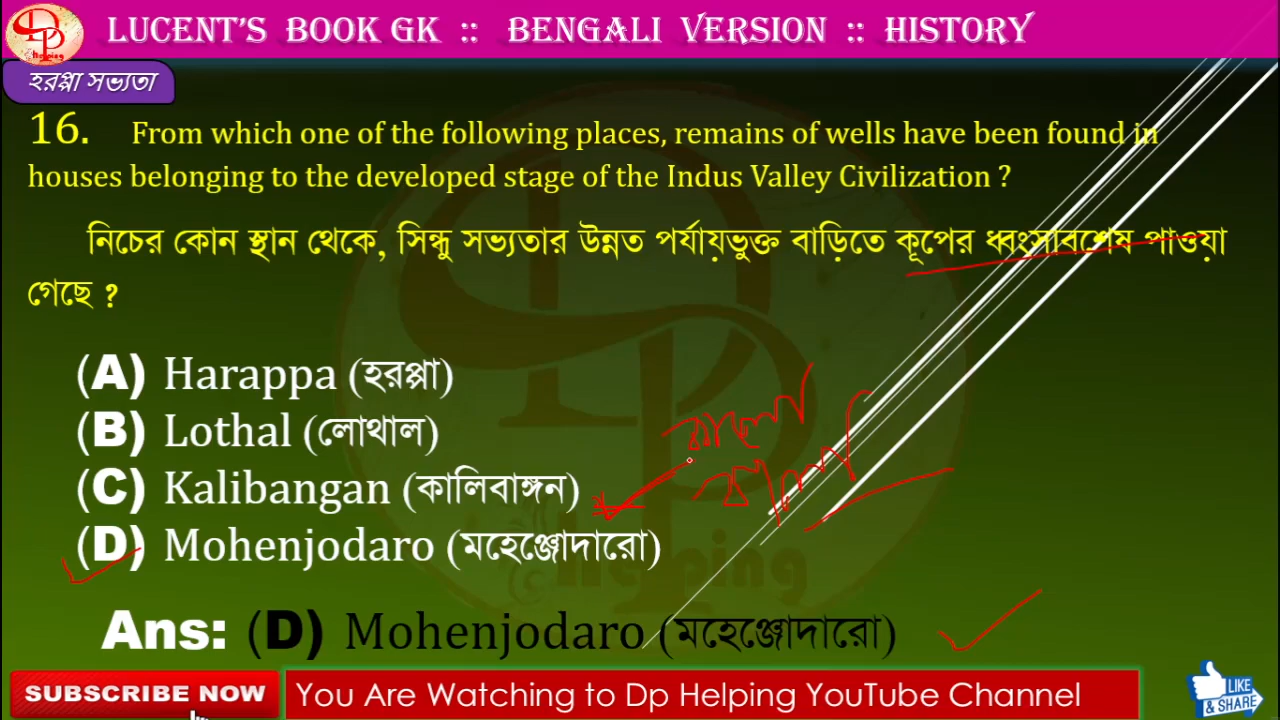 LUCENT'S BOOK GK :: BENGALI VERSION :: HISTORY
হরপ্পা সভ্যতা
16. From which one of the following places, remains of wells have been found in
houses belonging to the developed stage of the Indus Valley Civilization ?
নিচের কোন স্থান থেকে, সিন্ধু সভ্যতার উন্নত পর্যায়ভুক্ত বাড়িতে কূপের ধ্বংসাবশেষ পাওয়া
গেছে ?
(A) Harappa (হরপ্পা)
(B) Lothal (লোথাল)
(C) Kalibangan (কালিবাঙ্গন)
(D) Mohenjodaro (মহেঞ্জোদারো)
Ans: (D) Mohenjodaro (মহেঞ্জোদারো)
SUBSCRIBE NOW
You Are Watching to Dp Helping YouTube Channel
LIKE
& SHARE